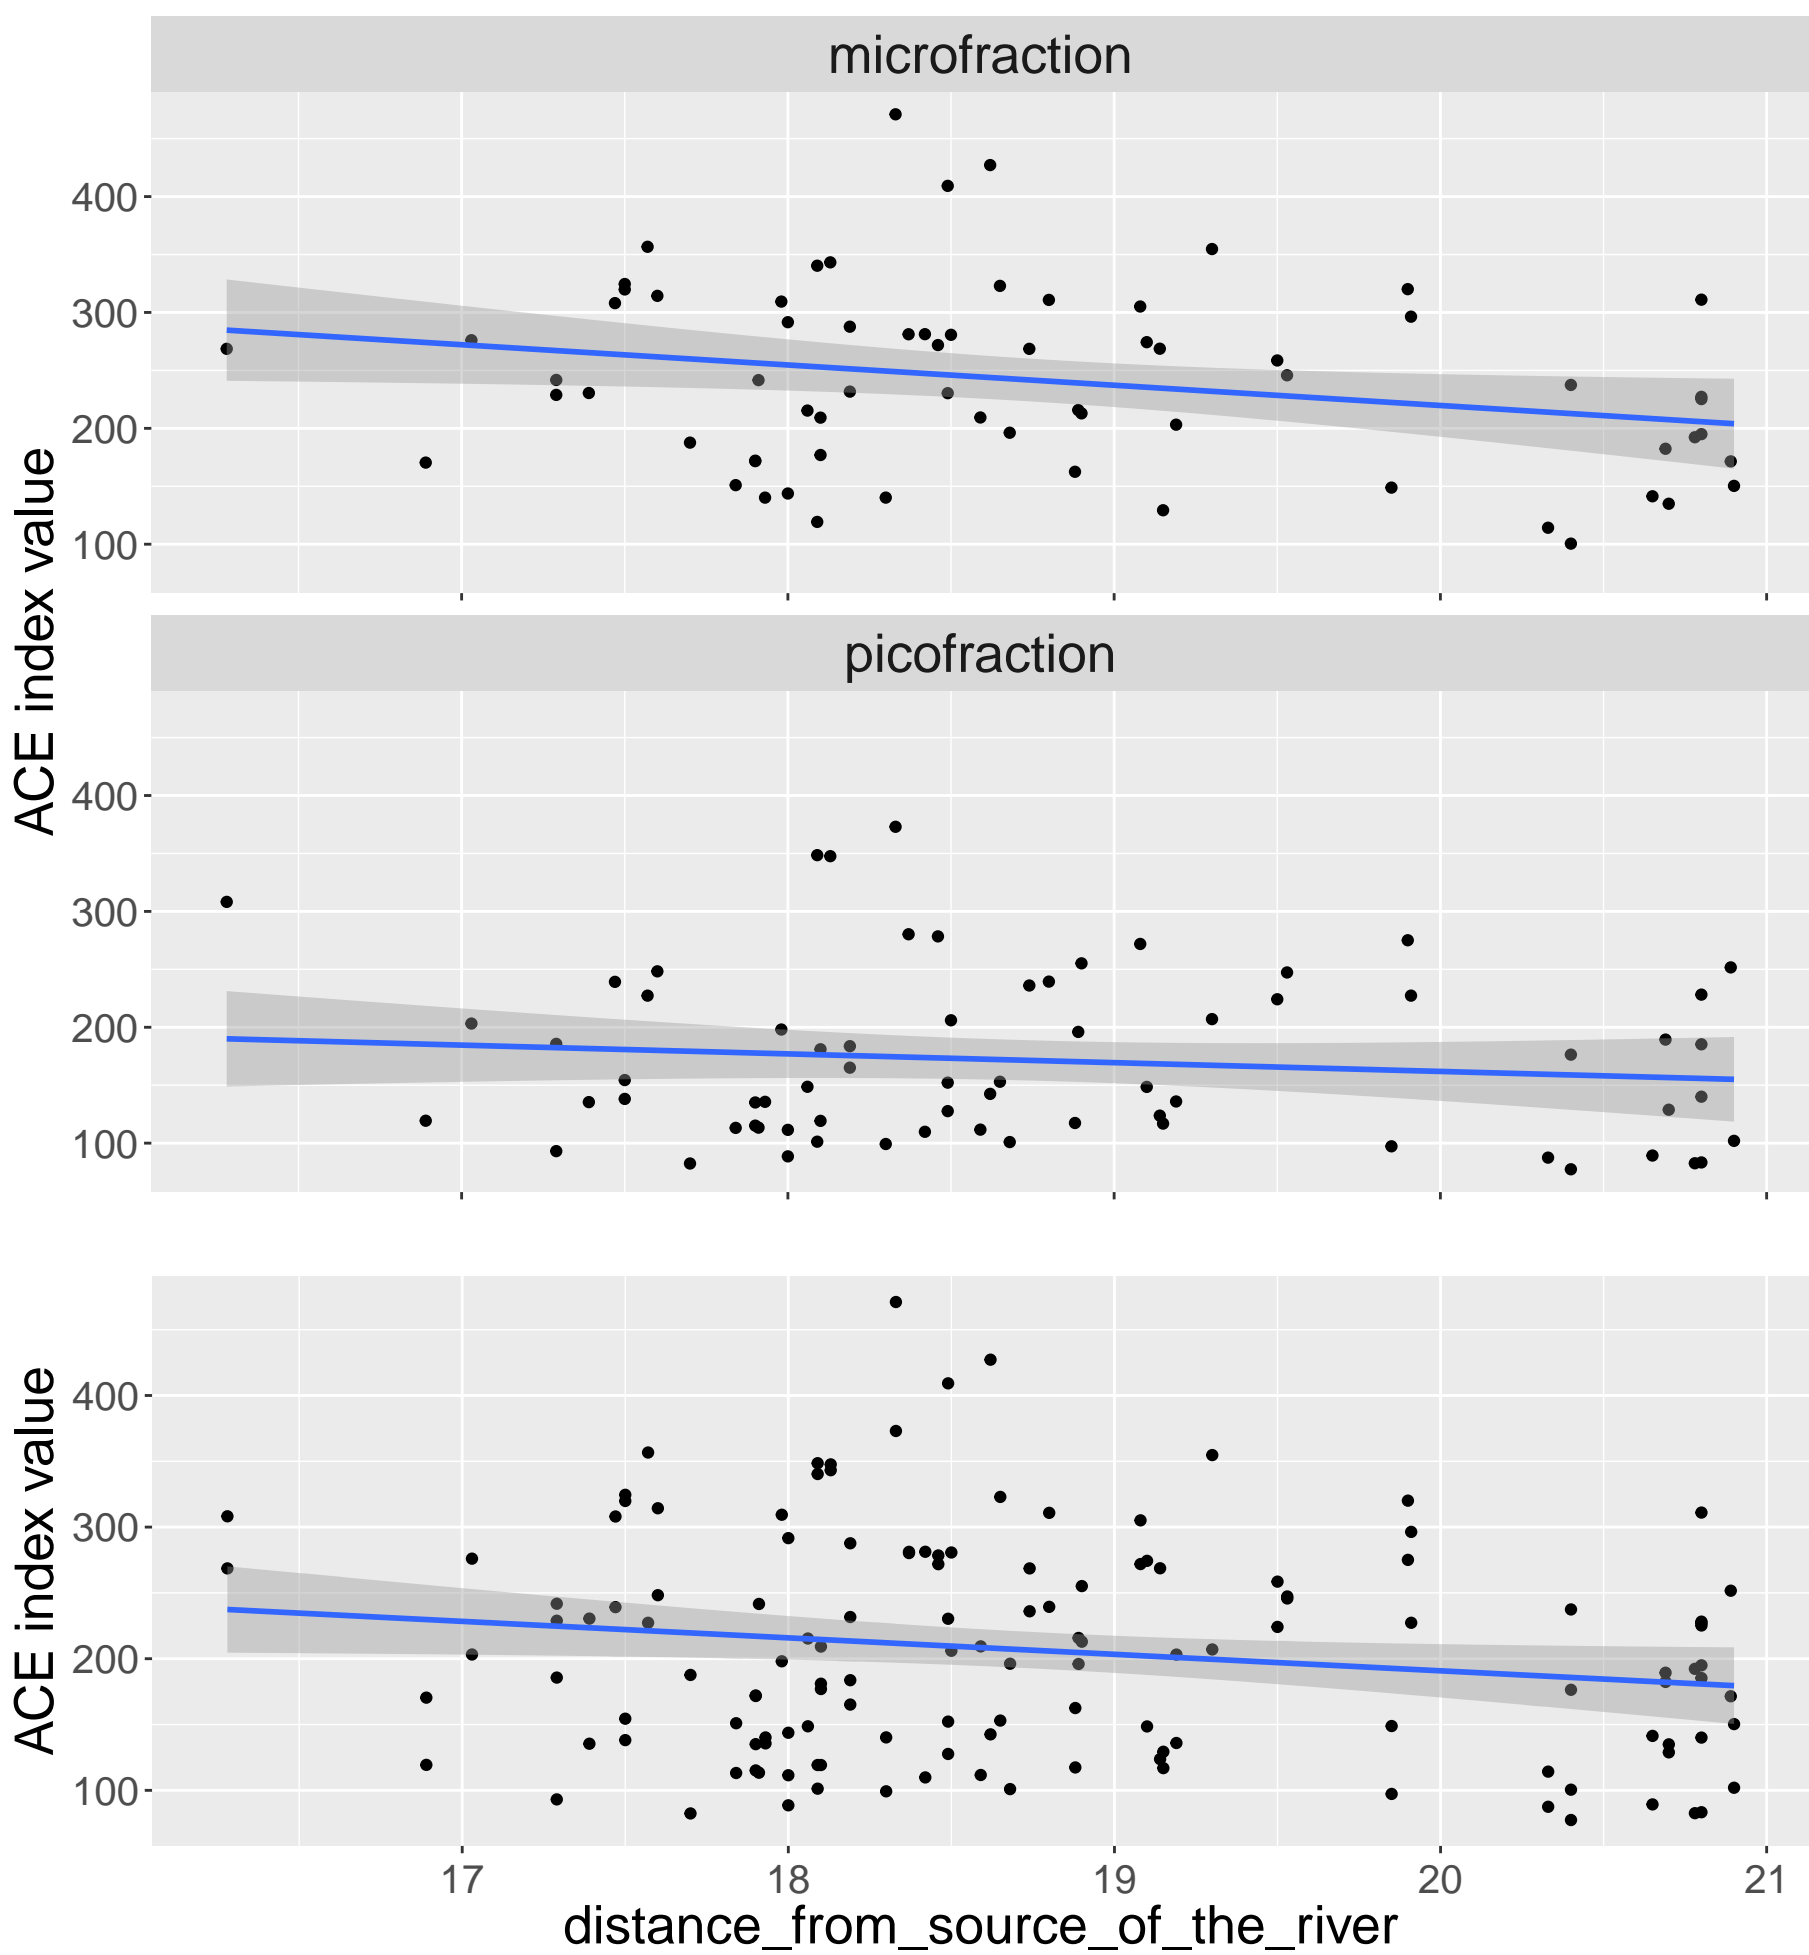 microfraction
400
300
200
100
ACE index value
picofraction
400
300
200
100
ACE index value
400
300
200
100
17 18 19 20 21
distance_from_source_of_the_river